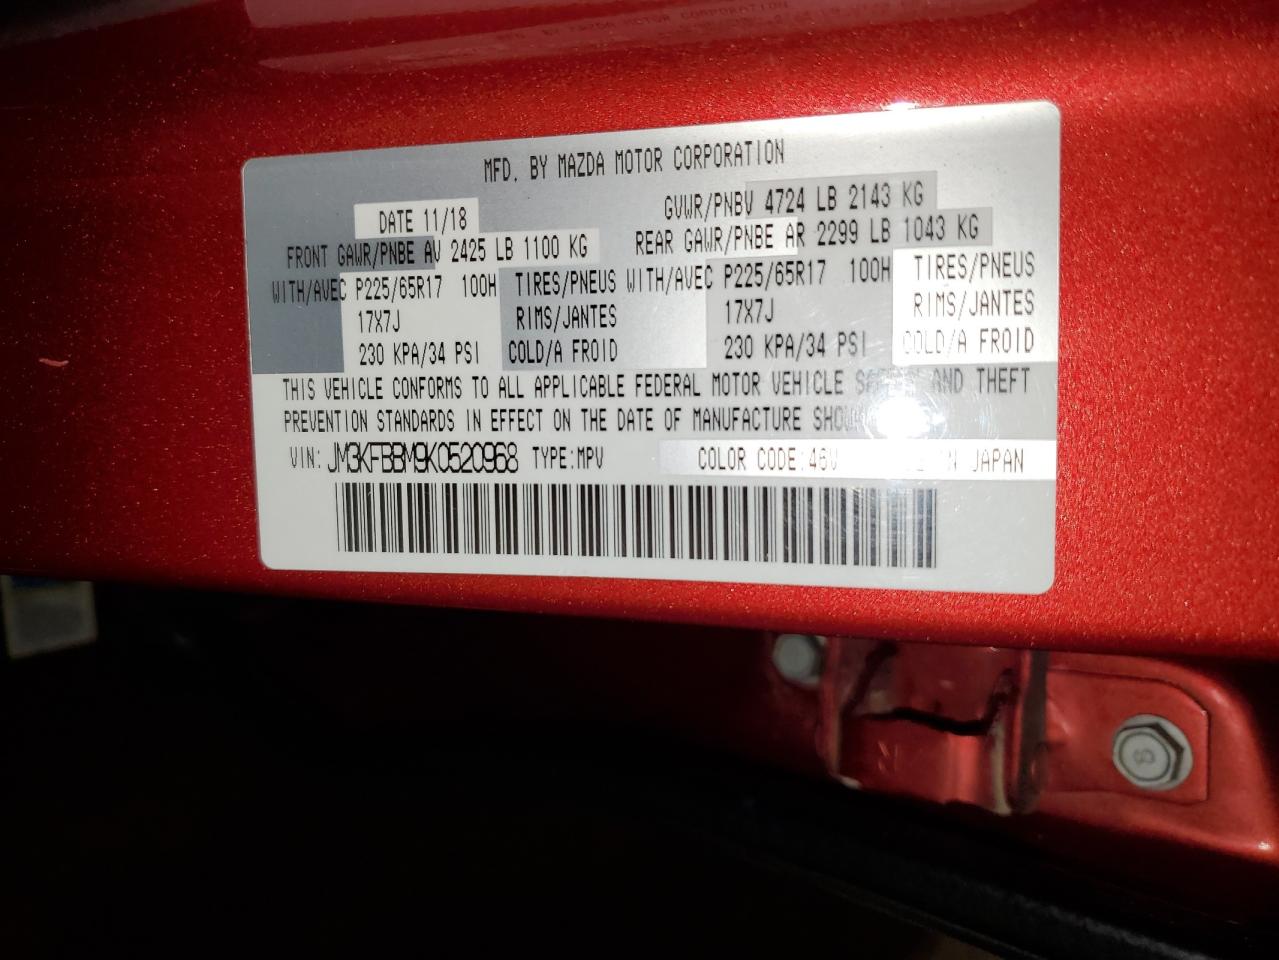 MFD. BY MAZDA MOTOR CORPORATION
DATE 11/18 GVWR/PNBV 4724 LB 2143 KG
FRONT GAWR/PNBE AV 2425 LB 1100 KG REAR GAWR/PNBE AR 2299 LB 1043 KG
WITH/AVEC P225/65R17 100H TIRES/PNEUS WITH/AVEC P225/65R17 100H TIRES/PNEUS
17X7J RIMS/JANTES 17X7J RIMS/JANTES
230 KPA/34 PSI COLD/A FROID 230 KPA/34 PSI COLD/A FROID
THIS VEHICLE CONFORMS TO ALL APPLICABLE FEDERAL MOTOR VEHICLE SAFETY AND THEFT
PREVENTION STANDARDS IN EFFECT ON THE DATE OF MANUFACTURE
VIN: JM3KFBBM9K0520968 TYPE:MPV COLOR CODE:46V IN JAPAN